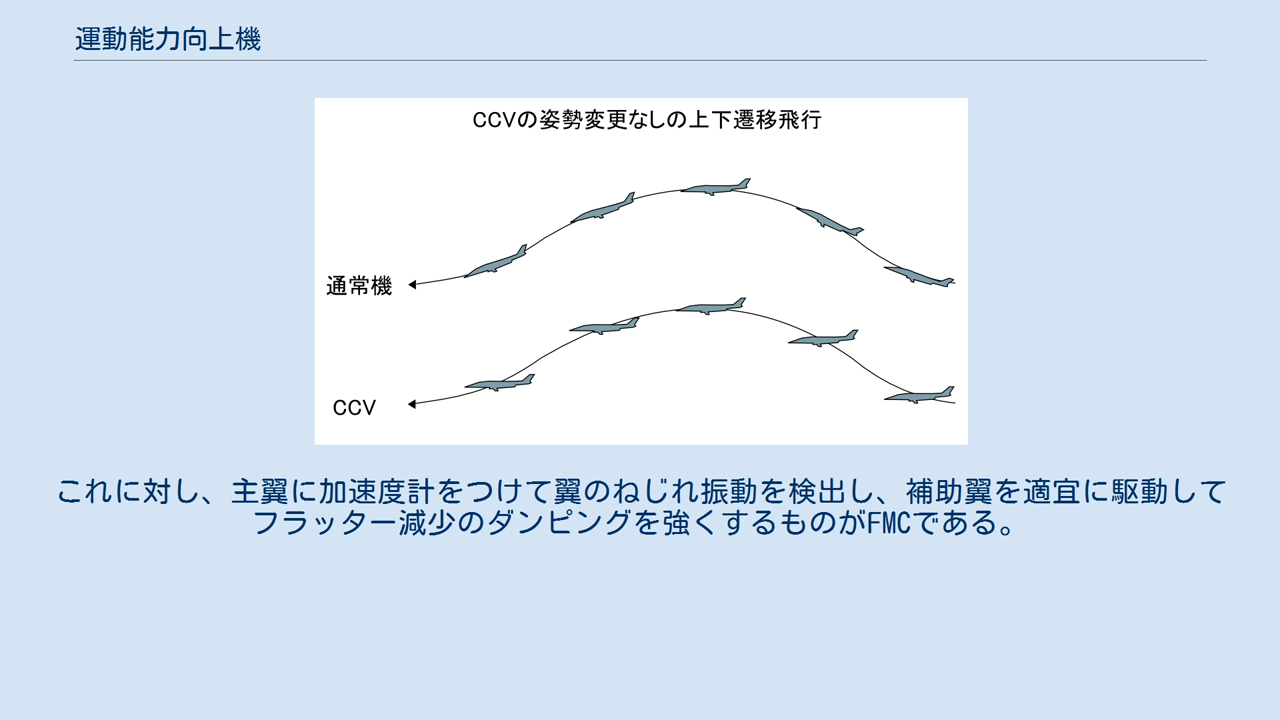 運動能力向上機
CCVの姿勢変更なしの上下遷移飛行
通常機
CCV
これに対し、主翼に加速度計をつけて翼のねじれ振動を検出し、補助翼を適宜に駆動して
フラッター減少のダンピングを強くするものがFMCである。